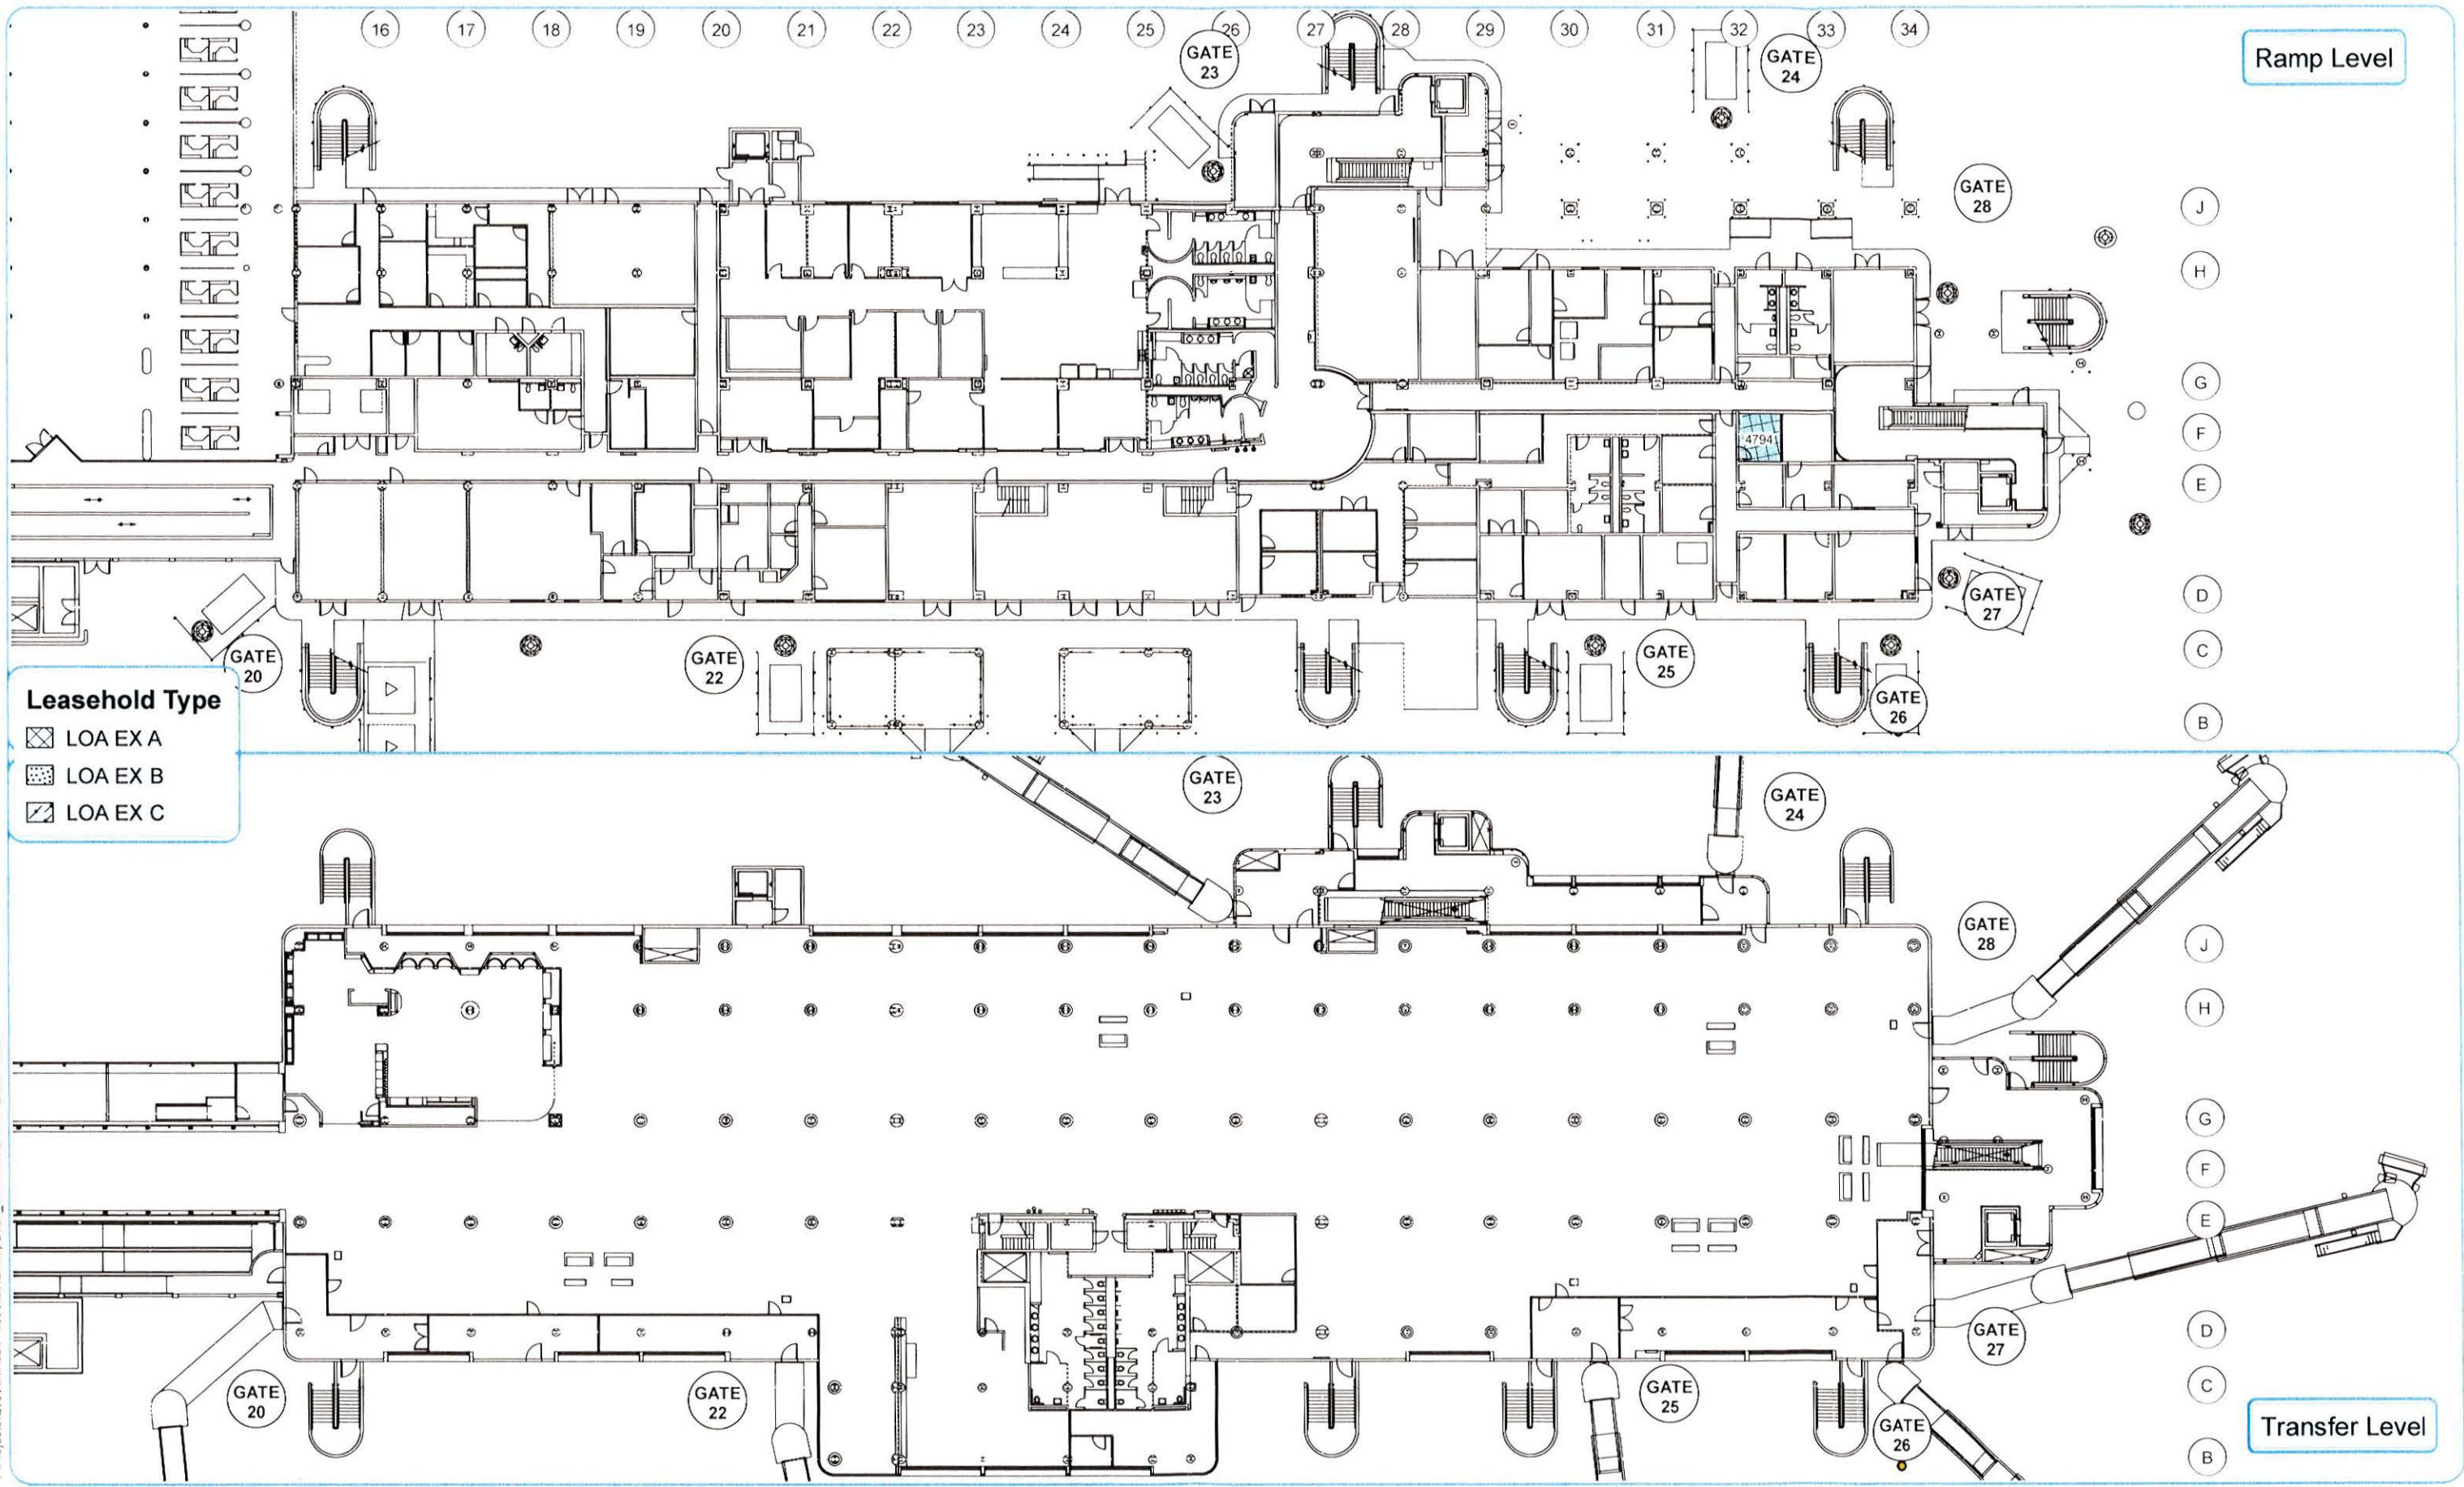 16 17 18 19 20 21 22 23 24 25 26 27 28 29 30 31 32 33 34
Ramp Level
GATE
23
GATE
24
GATE
28
J
H
G
F
4794
E
D
GATE
27
C
GATE
20
GATE
22
GATE
25
GATE
26
B
Leasehold Type
LOA EX A
LOA EX B
LOA EX C
GATE
23
GATE
24
GATE
28
J
H
G
F
E
D
GATE
27
C
GATE
20
GATE
22
GATE
25
GATE
26
B
Transfer Level